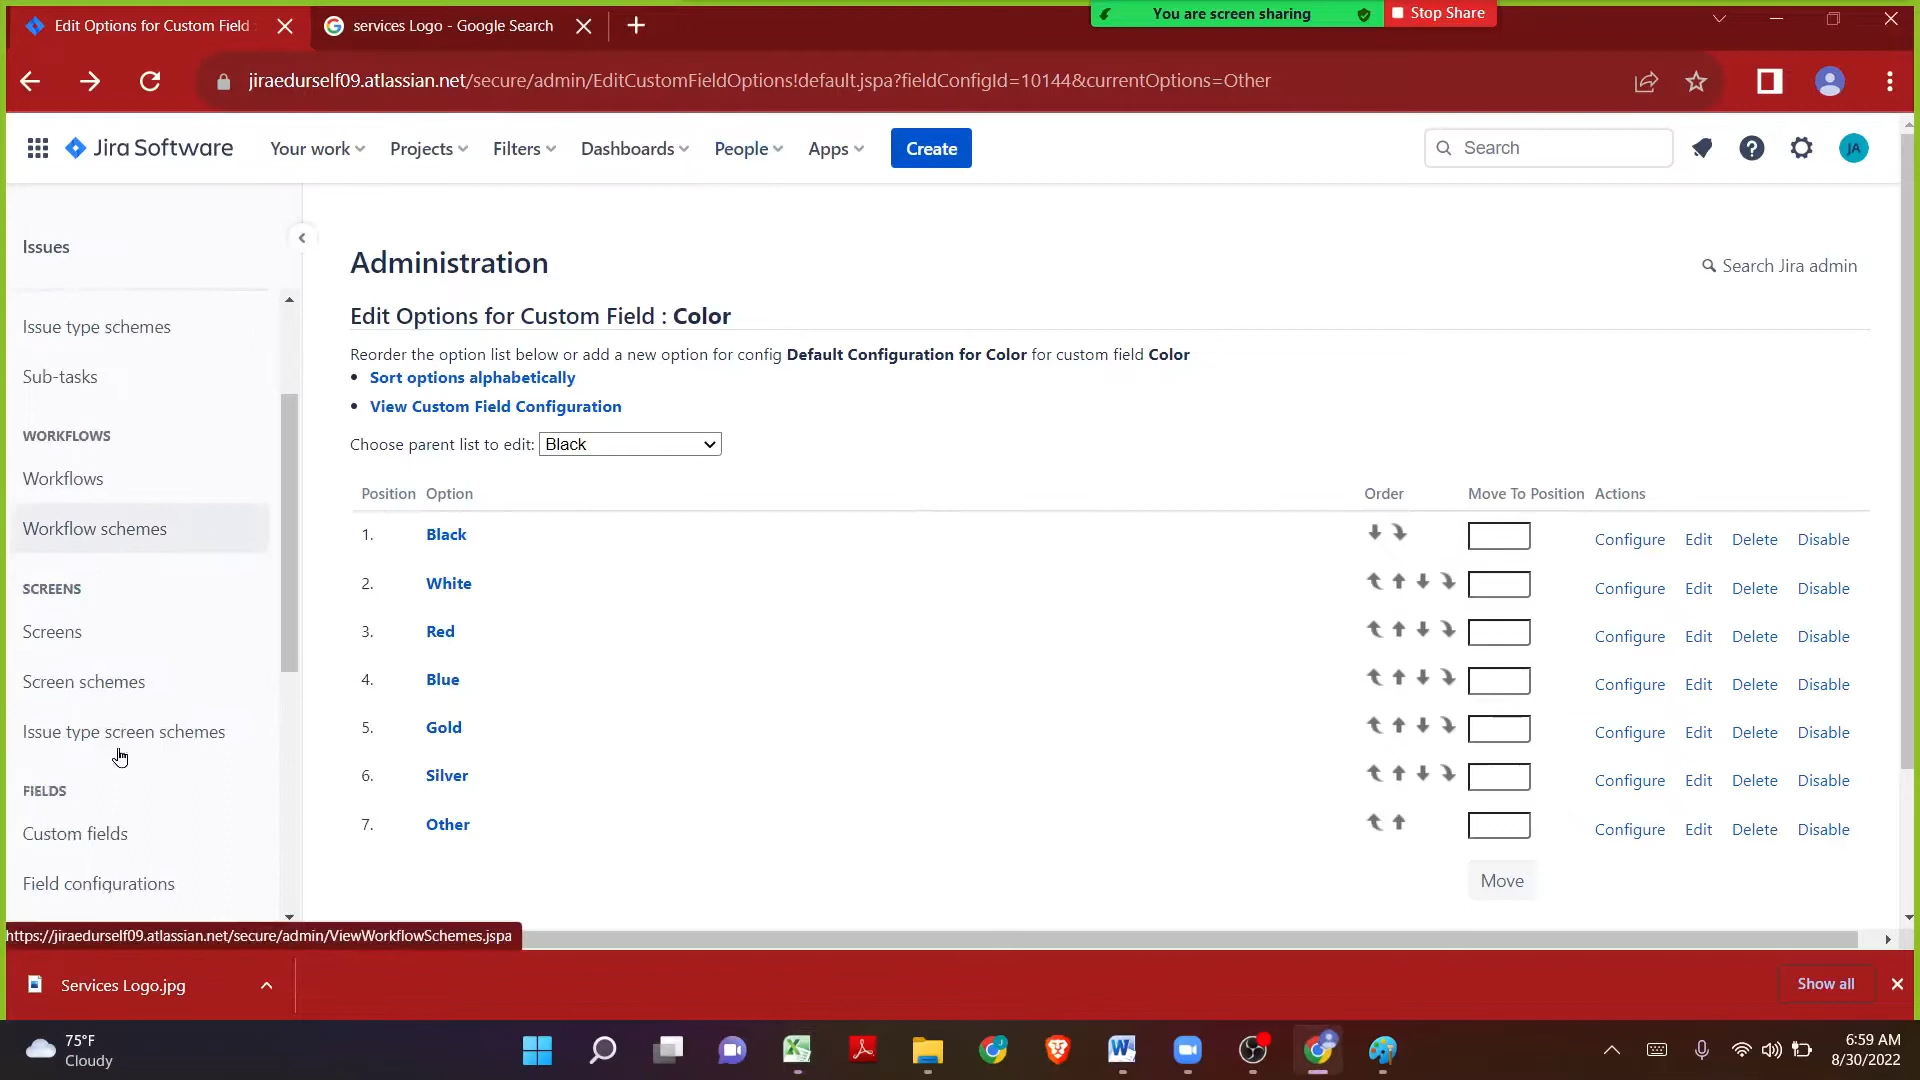 Edit Options for Custom Field
services Logo - Google Search
You are screen sharing
Stop Share
jiraedurself09.atlassian.net/secure/admin/EditCustomFieldOptions!default.jspa?fieldConfigId=10144&currentOptions=Other
Jira Software
Your work
Projects
Filters
Dashboards
People
Apps
Create
Search
JA
Issues
Issue type schemes
Sub-tasks
WORKFLOWS
Workflows
Workflow schemes
SCREENS
Screens
Screen schemes
Issue type screen schemes
FIELDS
Custom fields
Field configurations
Administration
Search Jira admin
Edit Options for Custom Field : Color
Reorder the option list below or add a new option for config Default Configuration for Color for custom field Color
• Sort options alphabetically
• View Custom Field Configuration
Choose parent list to edit: Black
Position Option Order Move To Position Actions
1. Black Configure Edit Delete Disable
2. White Configure Edit Delete Disable
3. Red Configure Edit Delete Disable
4. Blue Configure Edit Delete Disable
5. Gold Configure Edit Delete Disable
6. Silver Configure Edit Delete Disable
7. Other Configure Edit Delete Disable
Move
https://jiraedurself09.atlassian.net/secure/admin/ViewWorkflowSchemes.jspa
Services Logo.jpg
Show all
75°F
Cloudy
6:59 AM
8/30/2022